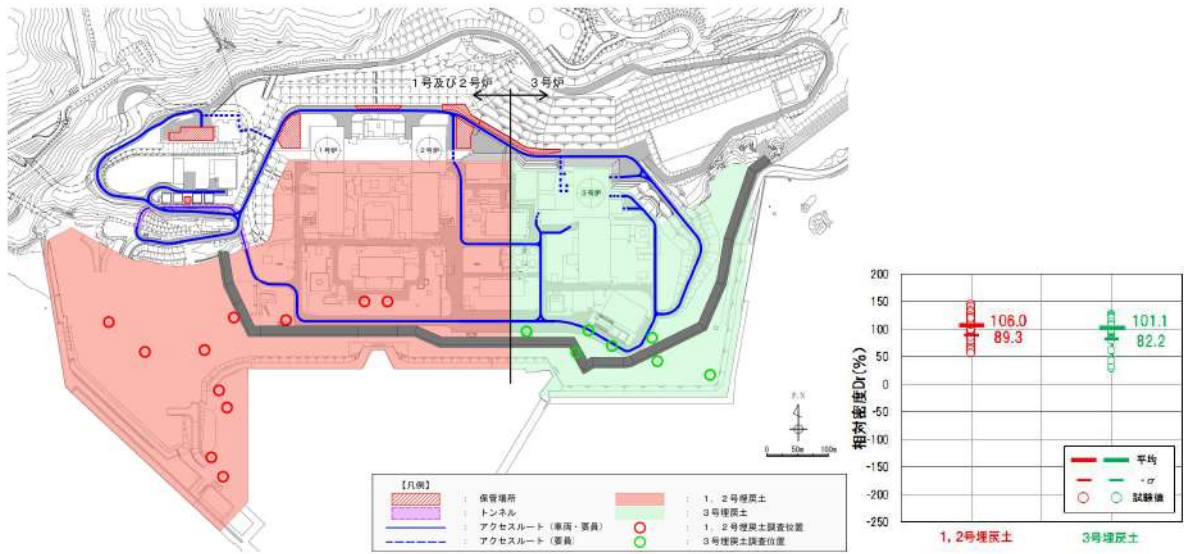 1号及び2号炉
3号炉
1号炉
2号炉
3号炉
P.N
0 50m 100m
【凡例】
: 保管場所
: トンネル
: アクセスルート（車両・要員）
: アクセスルート（要員）
: 1，2号埋戻土
: 3号埋戻土
: 1，2号埋戻土調査位置
: 3号埋戻土調査位置
相対密度Dr(%)
200
150
100
50
0
-50
-100
-150
-200
-250
106.0
89.3
101.1
82.2
平均
-σ
試験値
1,2号埋戻土
3号埋戻土